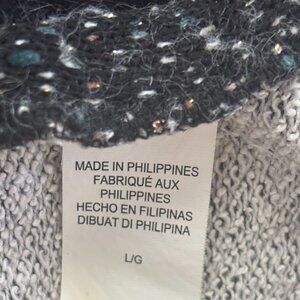 MADE IN PHILIPPINES
FABRIQUÉ AUX
PHILIPPINES
HECHO EN FILIPINAS
DIBUAT DI PHILIPINA
L/G